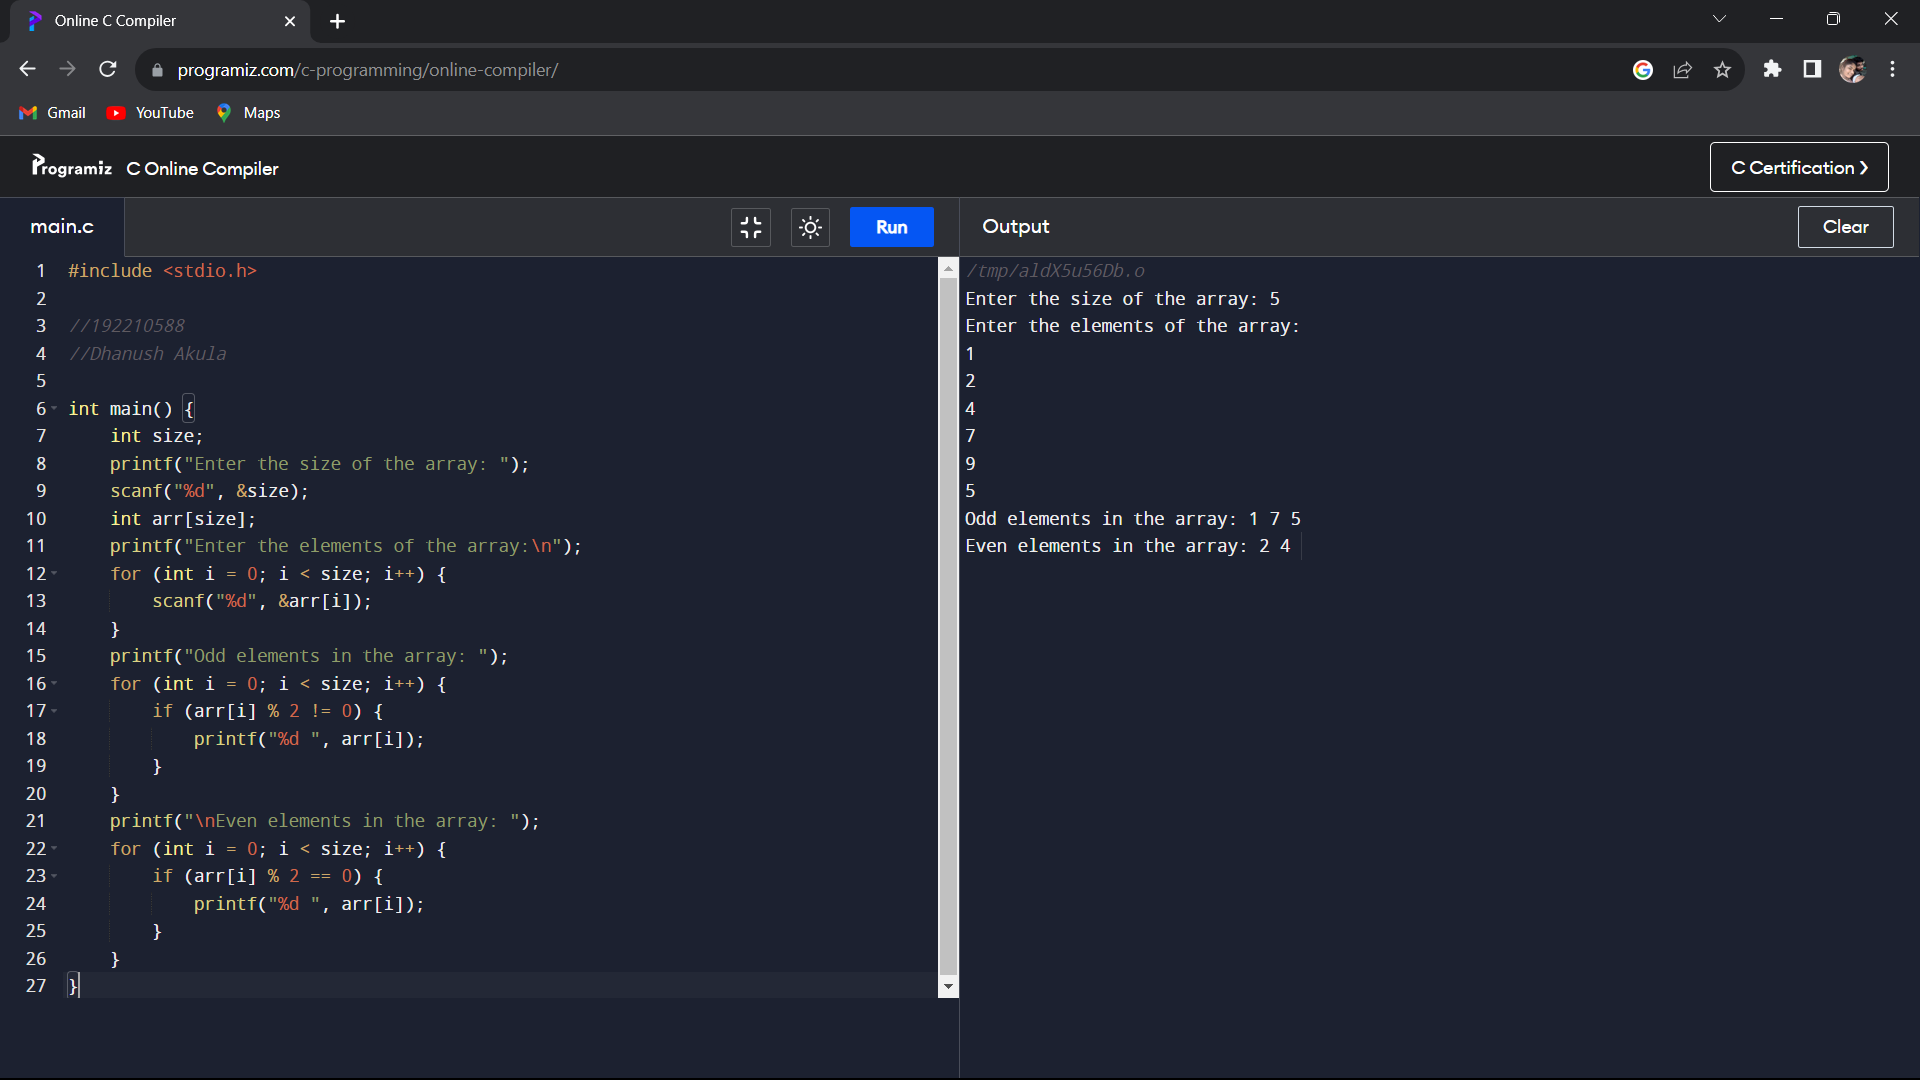 Online C Compiler
programiz.com/c-programming/online-compiler/
Gmail YouTube Maps
Programiz C Online Compiler
C Certification
main.c
Run
Output
Clear
1 #include <stdio.h>
2
3 //192210588
4 //Dhanush Akula
5
6 int main() {
7 int size;
8 printf("Enter the size of the array: ");
9 scanf("%d", &size);
10 int arr[size];
11 printf("Enter the elements of the array:\n");
12 for (int i = 0; i < size; i++) {
13 scanf("%d", &arr[i]);
14 }
15 printf("Odd elements in the array: ");
16 for (int i = 0; i < size; i++) {
17 if (arr[i] % 2 != 0) {
18 printf("%d ", arr[i]);
19 }
20 }
21 printf("\nEven elements in the array: ");
22 for (int i = 0; i < size; i++) {
23 if (arr[i] % 2 == 0) {
24 printf("%d ", arr[i]);
25 }
26 }
27 }
/tmp/aldX5u56Db.o
Enter the size of the array: 5
Enter the elements of the array:
1
2
4
7
9
5
Odd elements in the array: 1 7 5
Even elements in the array: 2 4